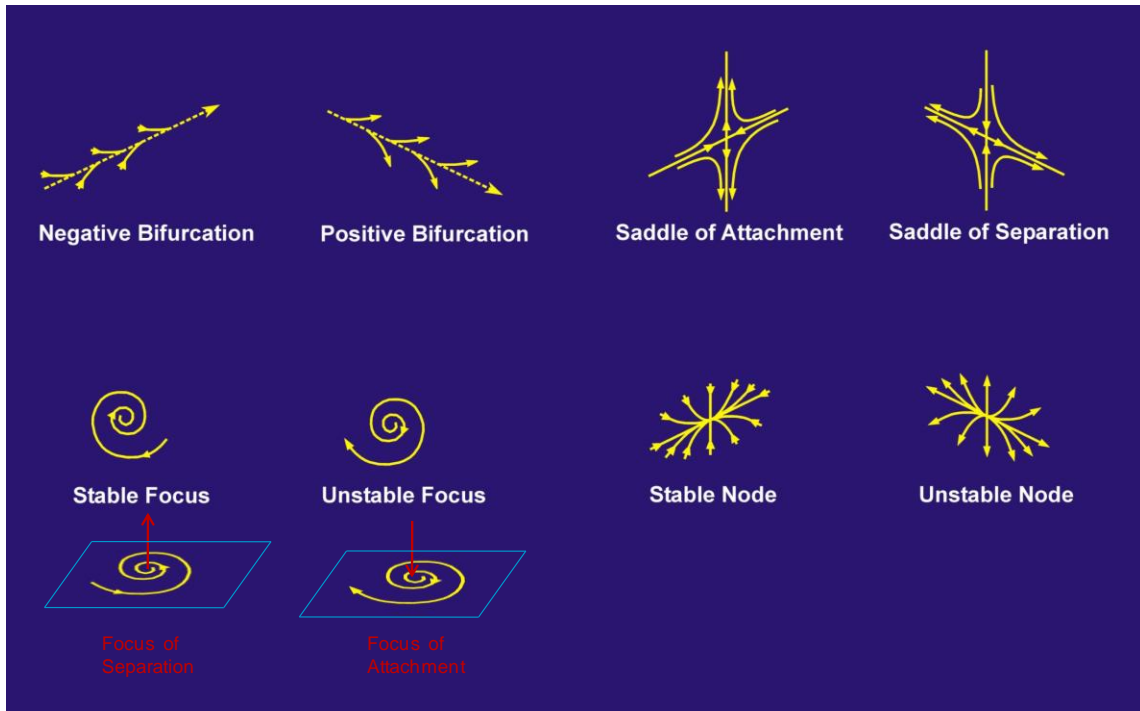 Negative Bifurcation
Positive Bifurcation
Saddle of Attachment
Saddle of Separation
Stable Focus
Unstable Focus
Stable Node
Unstable Node
Focus of
Separation
Focus of
Attachment